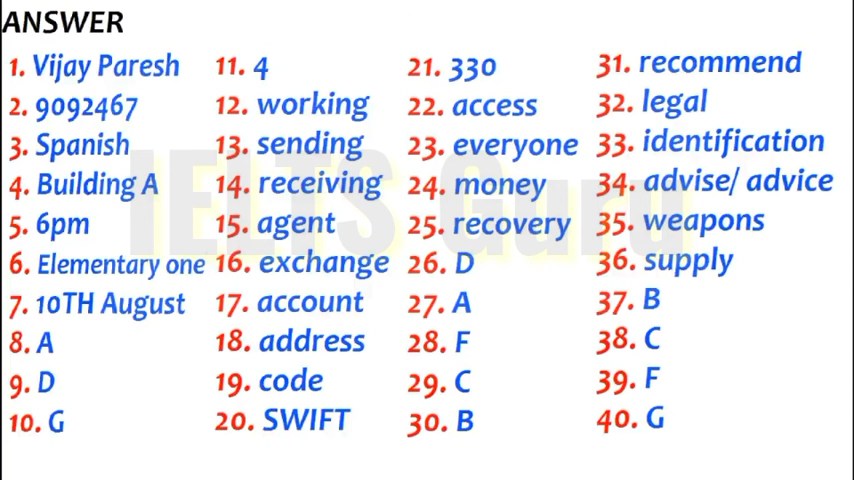 ANSWER
1. Vijay Paresh
2. 9092467
3. Spanish
4. Building A
5. 6pm
6. Elementary one
7. 10TH August
8. A
9. D
10. G
11. 4
12. working
13. sending
14. receiving
15. agent
16. exchange
17. account
18. address
19. code
20. SWIFT
21. 330
22. access
23. everyone
24. money
25. recovery
26. D
27. A
28. F
29. C
30. B
31. recommend
32. legal
33. identification
34. advise/ advice
35. weapons
36. supply
37. B
38. C
39. F
40. G
IELTS Guru